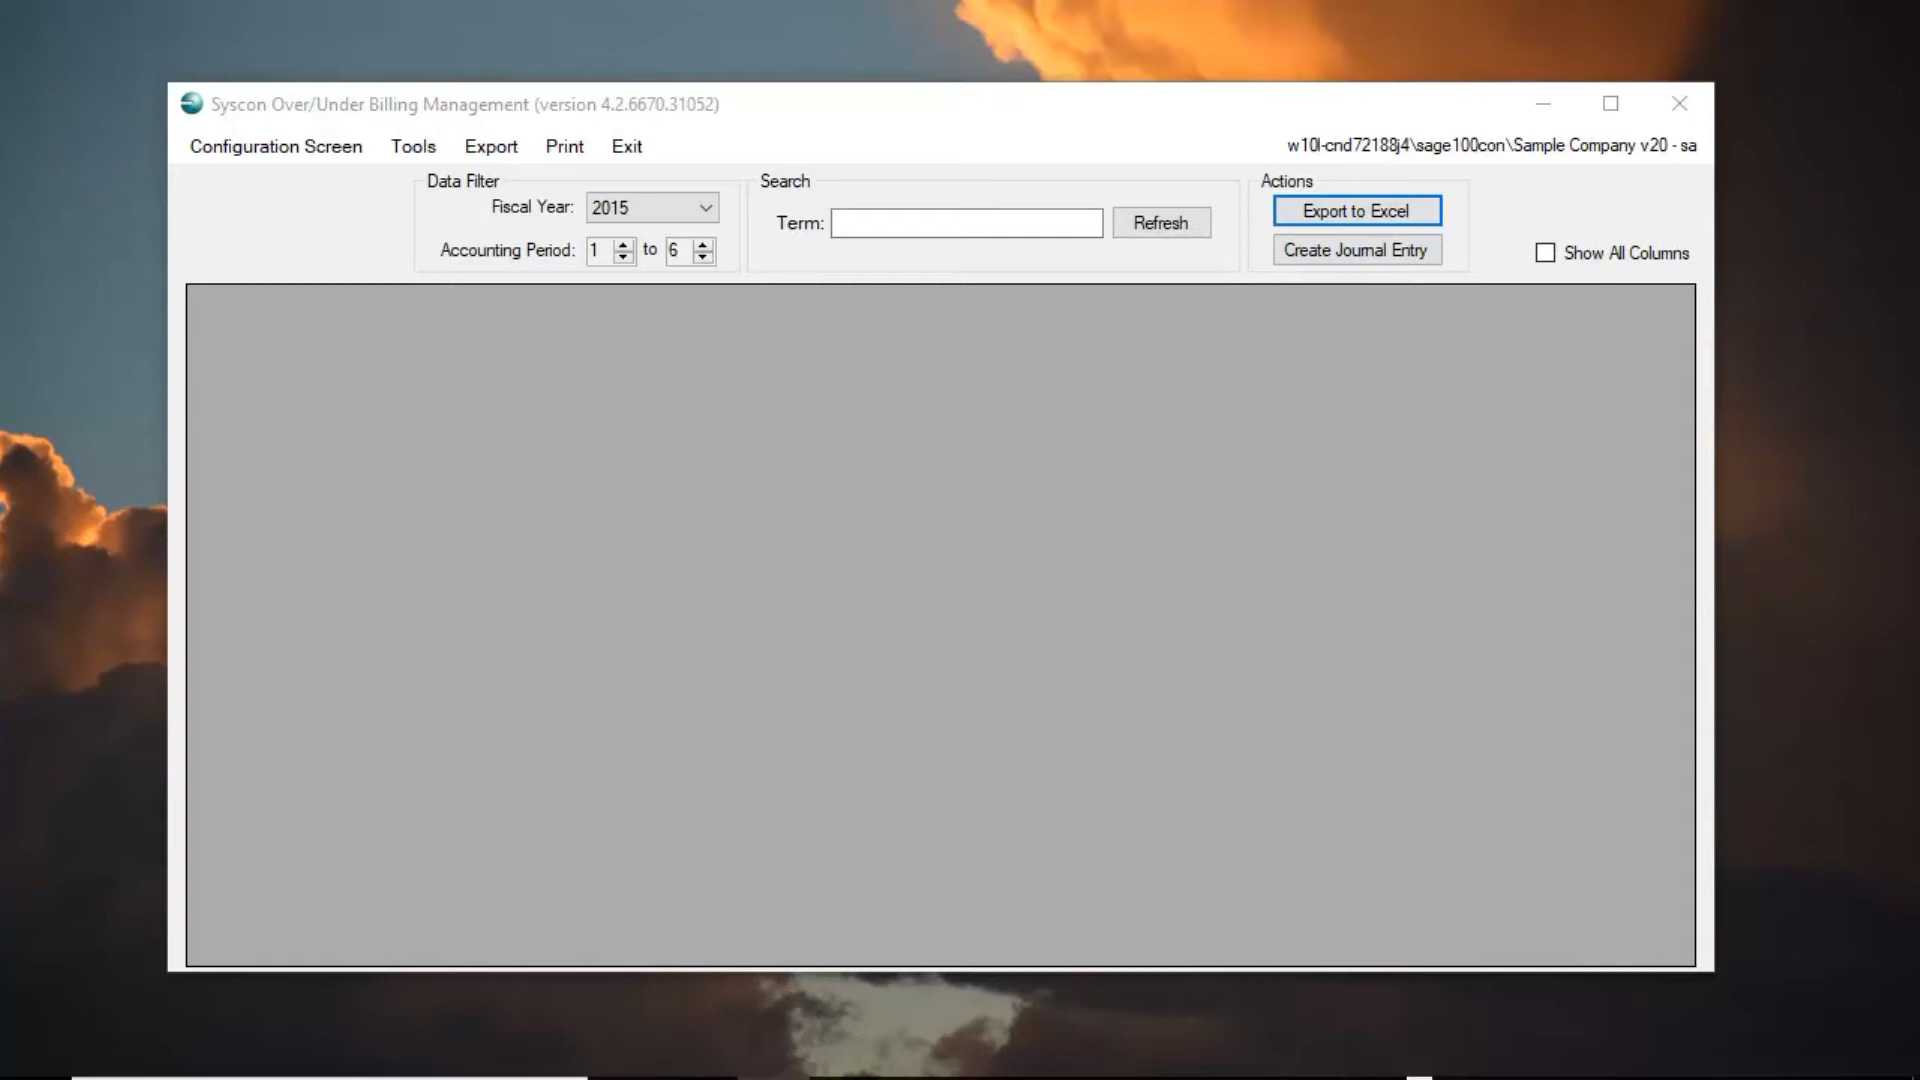 Syscon Over/Under Billing Management (version 4.2.6670.31052)
Configuration Screen Tools Export Print Exit w10l-cnd72188j4\sage100con\Sample Company v20 - sa
Data Filter Search Actions
Fiscal Year: 2015 Term: Refresh Export to Excel
Accounting Period: 1 to 6 Create Journal Entry Show All Columns